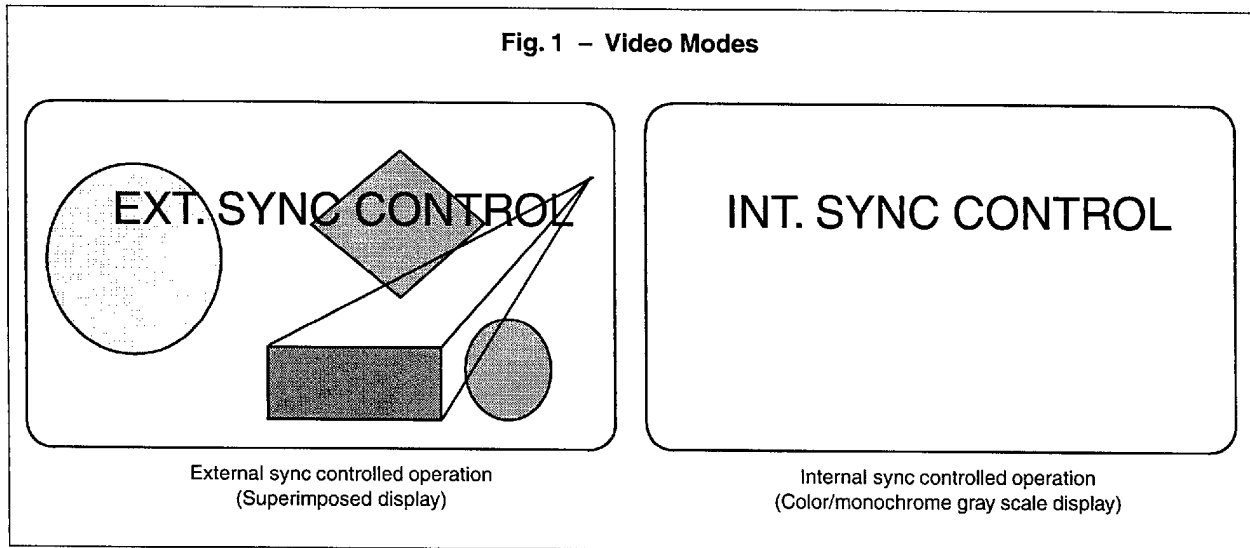 Fig. 1 – Video Modes
EXT. SYNC CONTROL
INT. SYNC CONTROL
External sync controlled operation
(Superimposed display)
Internal sync controlled operation
(Color/monochrome gray scale display)